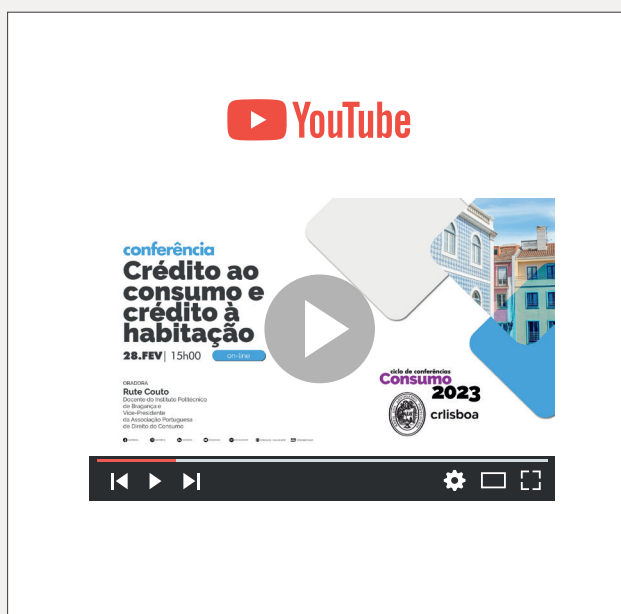 YouTube
conferência
Crédito ao
consumo e
crédito à
habitação
28.FEV | 15h00 on-line
ORADORA
Rute Couto
Docente do Instituto Politécnico
de Bragança e
Vice-Presidente
da Associação Portuguesa
de Direito do Consumo
ciclo de conferências
Consumo
2023
crlisboa